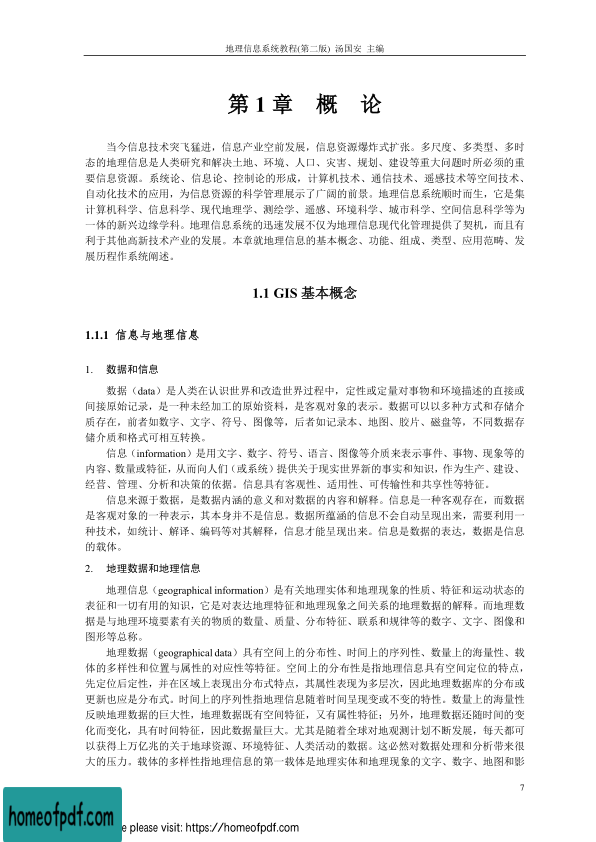 地理信息系统教程(第二版) 汤国安 主编
第 1 章 概 论
当今信息技术突飞猛进，信息产业空前发展，信息资源爆炸式扩张。多尺度、多类型、多时
态的地理信息是人类研究和解决土地、环境、人口、灾害、规划、建设等重大问题时所必须的重
要信息资源。系统论、信息论、控制论的形成，计算机技术、通信技术、遥感技术等空间技术、
自动化技术的应用，为信息资源的科学管理展示了广阔的前景。地理信息系统顺时而生，它是集
计算机科学、信息科学、现代地理学、测绘学、遥感、环境科学、城市科学、空间信息科学等为
一体的新兴边缘学科。地理信息系统的迅速发展不仅为地理信息现代化管理提供了契机，而且有
利于其他高新技术产业的发展。本章就地理信息的基本概念、功能、组成、类型、应用范畴、发
展历程作系统阐述。
1.1 GIS 基本概念
1.1.1 信息与地理信息
1. 数据和信息
数据（data）是人类在认识世界和改造世界过程中，定性或定量对事物和环境描述的直接或
间接原始记录，是一种未经加工的原始资料，是客观对象的表示。数据可以以多种方式和存储介
质存在，前者如数字、文字、符号、图像等，后者如记录本、地图、胶片、磁盘等，不同数据存
储介质和格式可相互转换。
信息（information）是用文字、数字、符号、语言、图像等介质来表示事件、事物、现象等的
内容、数量或特征，从而向人们（或系统）提供关于现实世界新的事实和知识，作为生产、建设、
经营、管理、分析和决策的依据。信息具有客观性、适用性、可传输性和共享性等特征。
信息来源于数据，是数据内涵的意义和对数据的内容和解释。信息是一种客观存在，而数据
是客观对象的一种表示，其本身并不是信息。数据所蕴涵的信息不会自动呈现出来，需要利用一
种技术，如统计、解译、编码等对其解释，信息才能呈现出来。信息是数据的表达，数据是信息
的载体。
2. 地理数据和地理信息
地理信息（geographical information）是有关地理实体和地理现象的性质、特征和运动状态的
表征和一切有用的知识，它是对表达地理特征和地理现象之间关系的地理数据的解释。而地理数
据是与地理环境要素有关的物质的数量、质量、分布特征、联系和规律等的数字、文字、图像和
图形等总称。
地理数据（geographical data）具有空间上的分布性、时间上的序列性、数量上的海量性、载
体的多样性和位置与属性的对应性等特征。空间上的分布性是指地理信息具有空间定位的特点，
先定位后定性，并在区域上表现出分布式特点，其属性表现为多层次，因此地理数据库的分布或
更新也应是分布式。时间上的序列性指地理信息随着时间呈现变或不变的特性。数量上的海量性
反映地理数据的巨大性，地理数据既有空间特征，又有属性特征；另外，地理数据还随时间的变
化而变化，具有时间特征，因此数据量巨大。尤其是随着全球对地观测计划不断发展，每天都可
以获得上万亿兆的关于地球资源、环境特征、人类活动的数据。这必然对数据处理和分析带来很
大的压力。载体的多样性指地理信息的第一载体是地理实体和地理现象的文字、数字、地图和影
7
homeofpdf.com
e please visit: https://homeofpdf.com